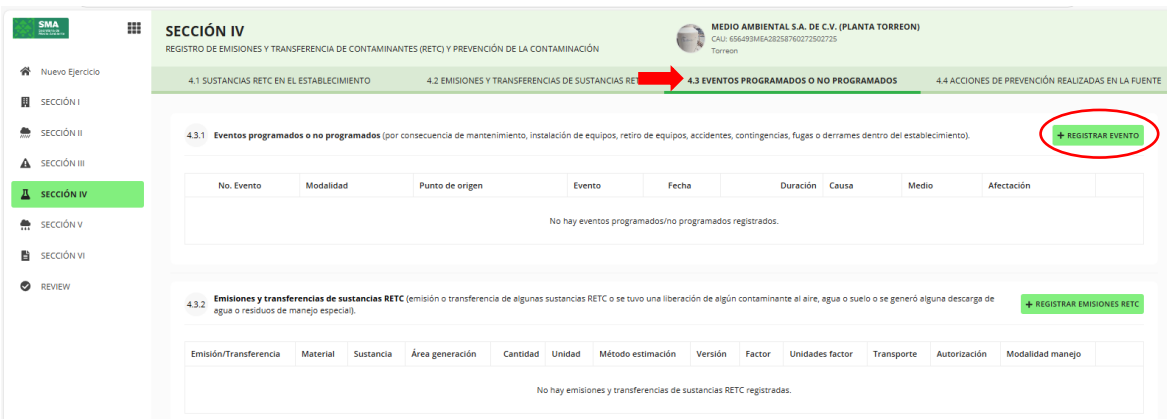 SMA
SECCIÓN IV
REGISTRO DE EMISIONES Y TRANSFERENCIA DE CONTAMINANTES (RETC) Y PREVENCIÓN DE LA CONTAMINACIÓN
MEDIO AMBIENTAL S.A. DE C.V. (PLANTA TORREON)
CALI: 656493MEA28258760272502725
Torreon
Nuevo Ejercicio
SECCIÓN I
SECCIÓN II
SECCIÓN III
SECCIÓN IV
SECCIÓN V
SECCIÓN VI
REVIEW
4.1 SUSTANCIAS RETC EN EL ESTABLECIMIENTO
4.2 EMISIONES Y TRANSFERENCIAS DE SUSTANCIAS RET
4.3 EVENTOS PROGRAMADOS O NO PROGRAMADOS
4.4 ACCIONES DE PREVENCIÓN REALIZADAS EN LA FUENTE
4.3.1 Eventos programados o no programados (por consecuencia de mantenimiento, instalación de equipos, retiro de equipos, accidentes, contingencias, fugas o derrames dentro del establecimiento).
+ REGISTRAR EVENTO
No. Evento Modalidad Punto de origen Evento Fecha Duración Causa Medio Afectación
No hay eventos programados/no programados registrados.
4.3.2 Emisiones y transferencias de sustancias RETC (emisión o transferencia de algunas sustancias RETC o se tuvo una liberación de algún contaminante al aire, agua o suelo o se generó alguna descarga de
agua o residuos de manejo especial).
+ REGISTRAR EMISIONES RETC
Emisión/Transferencia Material Sustancia Área generación Cantidad Unidad Método estimación Versión Factor Unidades factor Transporte Autorización Modalidad manejo
No hay emisiones y transferencias de sustancias RETC registradas.